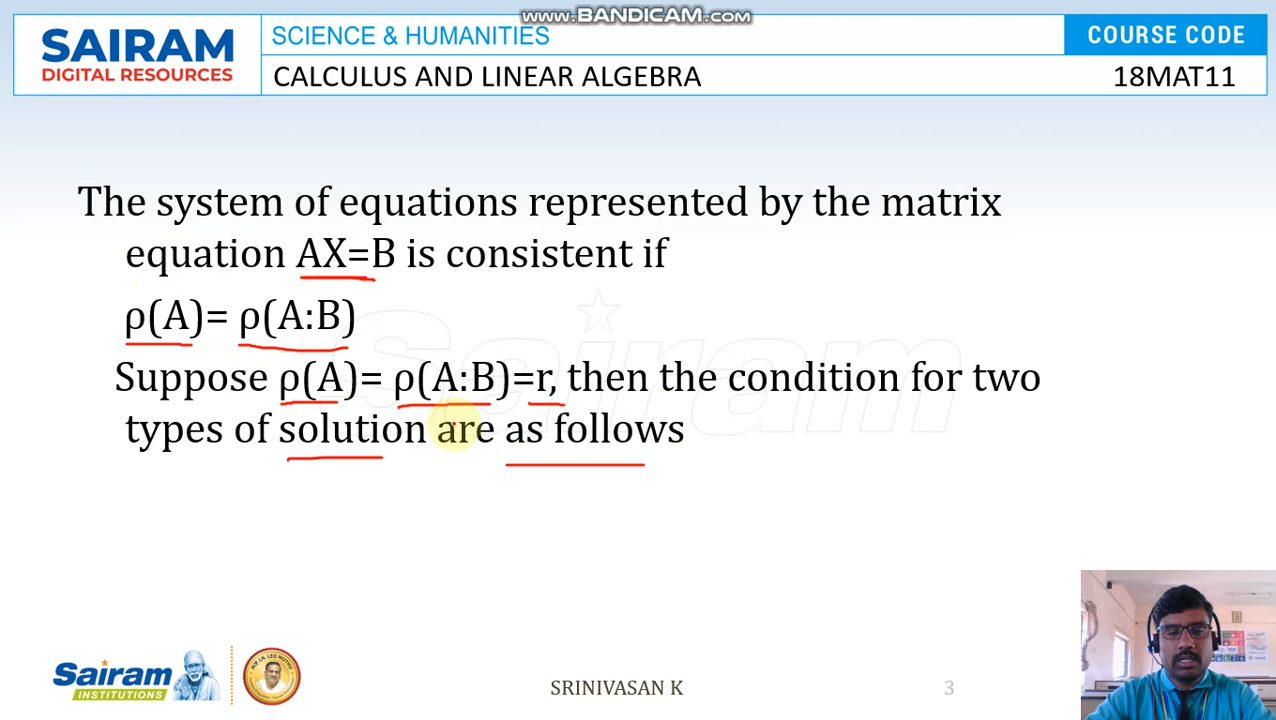 www.BANDICAM.com
SAIRAM
DIGITAL RESOURCES
SCIENCE & HUMANITIES
COURSE CODE
CALCULUS AND LINEAR ALGEBRA
18MAT11
The system of equations represented by the matrix
equation AX=B is consistent if
ρ(A)= ρ(A:B)
Suppose ρ(A)= ρ(A:B)=r, then the condition for two
types of solution are as follows
Sairam
Sairam
INSTITUTIONS
SRINIVASAN K
3